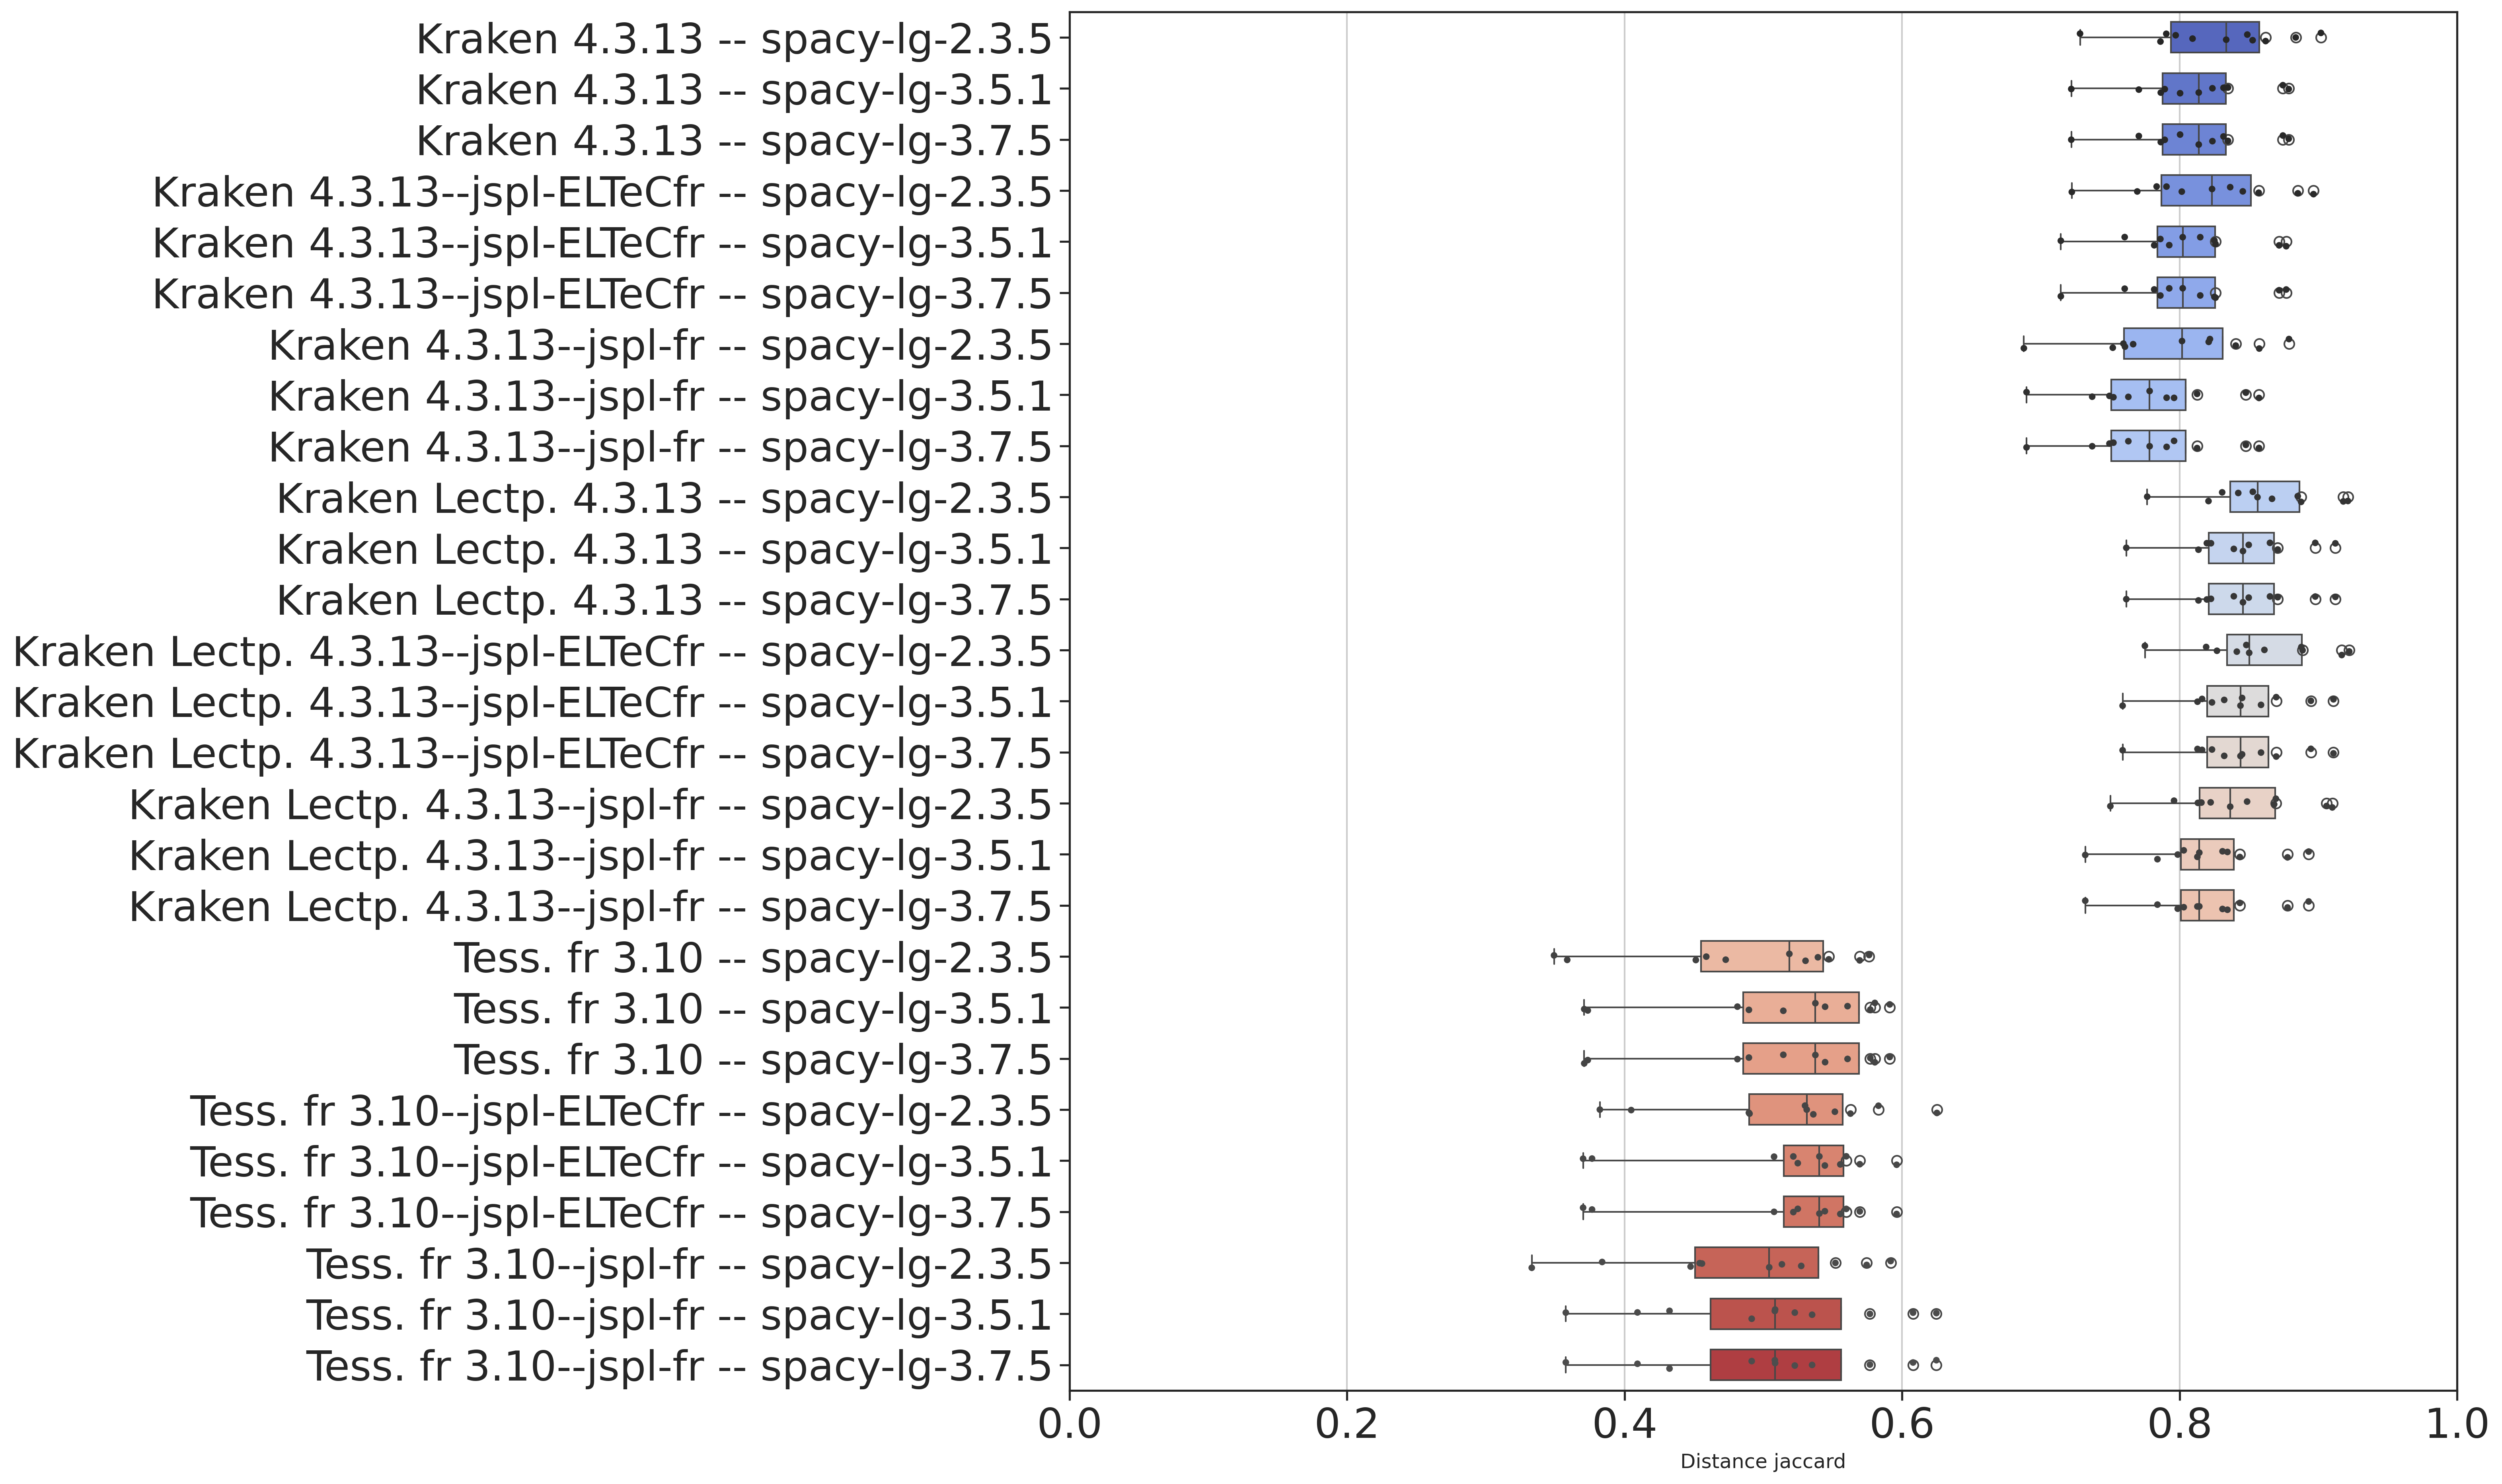 Kraken 4.3.13 -- spacy-lg-2.3.5
Kraken 4.3.13 -- spacy-lg-3.5.1
Kraken 4.3.13 -- spacy-lg-3.7.5
Kraken 4.3.13--jspl-ELTeCfr -- spacy-lg-2.3.5
Kraken 4.3.13--jspl-ELTeCfr -- spacy-lg-3.5.1
Kraken 4.3.13--jspl-ELTeCfr -- spacy-lg-3.7.5
Kraken 4.3.13--jspl-fr -- spacy-lg-2.3.5
Kraken 4.3.13--jspl-fr -- spacy-lg-3.5.1
Kraken 4.3.13--jspl-fr -- spacy-lg-3.7.5
Kraken Lectp. 4.3.13 -- spacy-lg-2.3.5
Kraken Lectp. 4.3.13 -- spacy-lg-3.5.1
Kraken Lectp. 4.3.13 -- spacy-lg-3.7.5
Kraken Lectp. 4.3.13--jspl-ELTeCfr -- spacy-lg-2.3.5
Kraken Lectp. 4.3.13--jspl-ELTeCfr -- spacy-lg-3.5.1
Kraken Lectp. 4.3.13--jspl-ELTeCfr -- spacy-lg-3.7.5
Kraken Lectp. 4.3.13--jspl-fr -- spacy-lg-2.3.5
Kraken Lectp. 4.3.13--jspl-fr -- spacy-lg-3.5.1
Kraken Lectp. 4.3.13--jspl-fr -- spacy-lg-3.7.5
Tess. fr 3.10 -- spacy-lg-2.3.5
Tess. fr 3.10 -- spacy-lg-3.5.1
Tess. fr 3.10 -- spacy-lg-3.7.5
Tess. fr 3.10--jspl-ELTeCfr -- spacy-lg-2.3.5
Tess. fr 3.10--jspl-ELTeCfr -- spacy-lg-3.5.1
Tess. fr 3.10--jspl-ELTeCfr -- spacy-lg-3.7.5
Tess. fr 3.10--jspl-fr -- spacy-lg-2.3.5
Tess. fr 3.10--jspl-fr -- spacy-lg-3.5.1
Tess. fr 3.10--jspl-fr -- spacy-lg-3.7.5
0.0 0.2 0.4 0.6 0.8 1.0
Distance jaccard